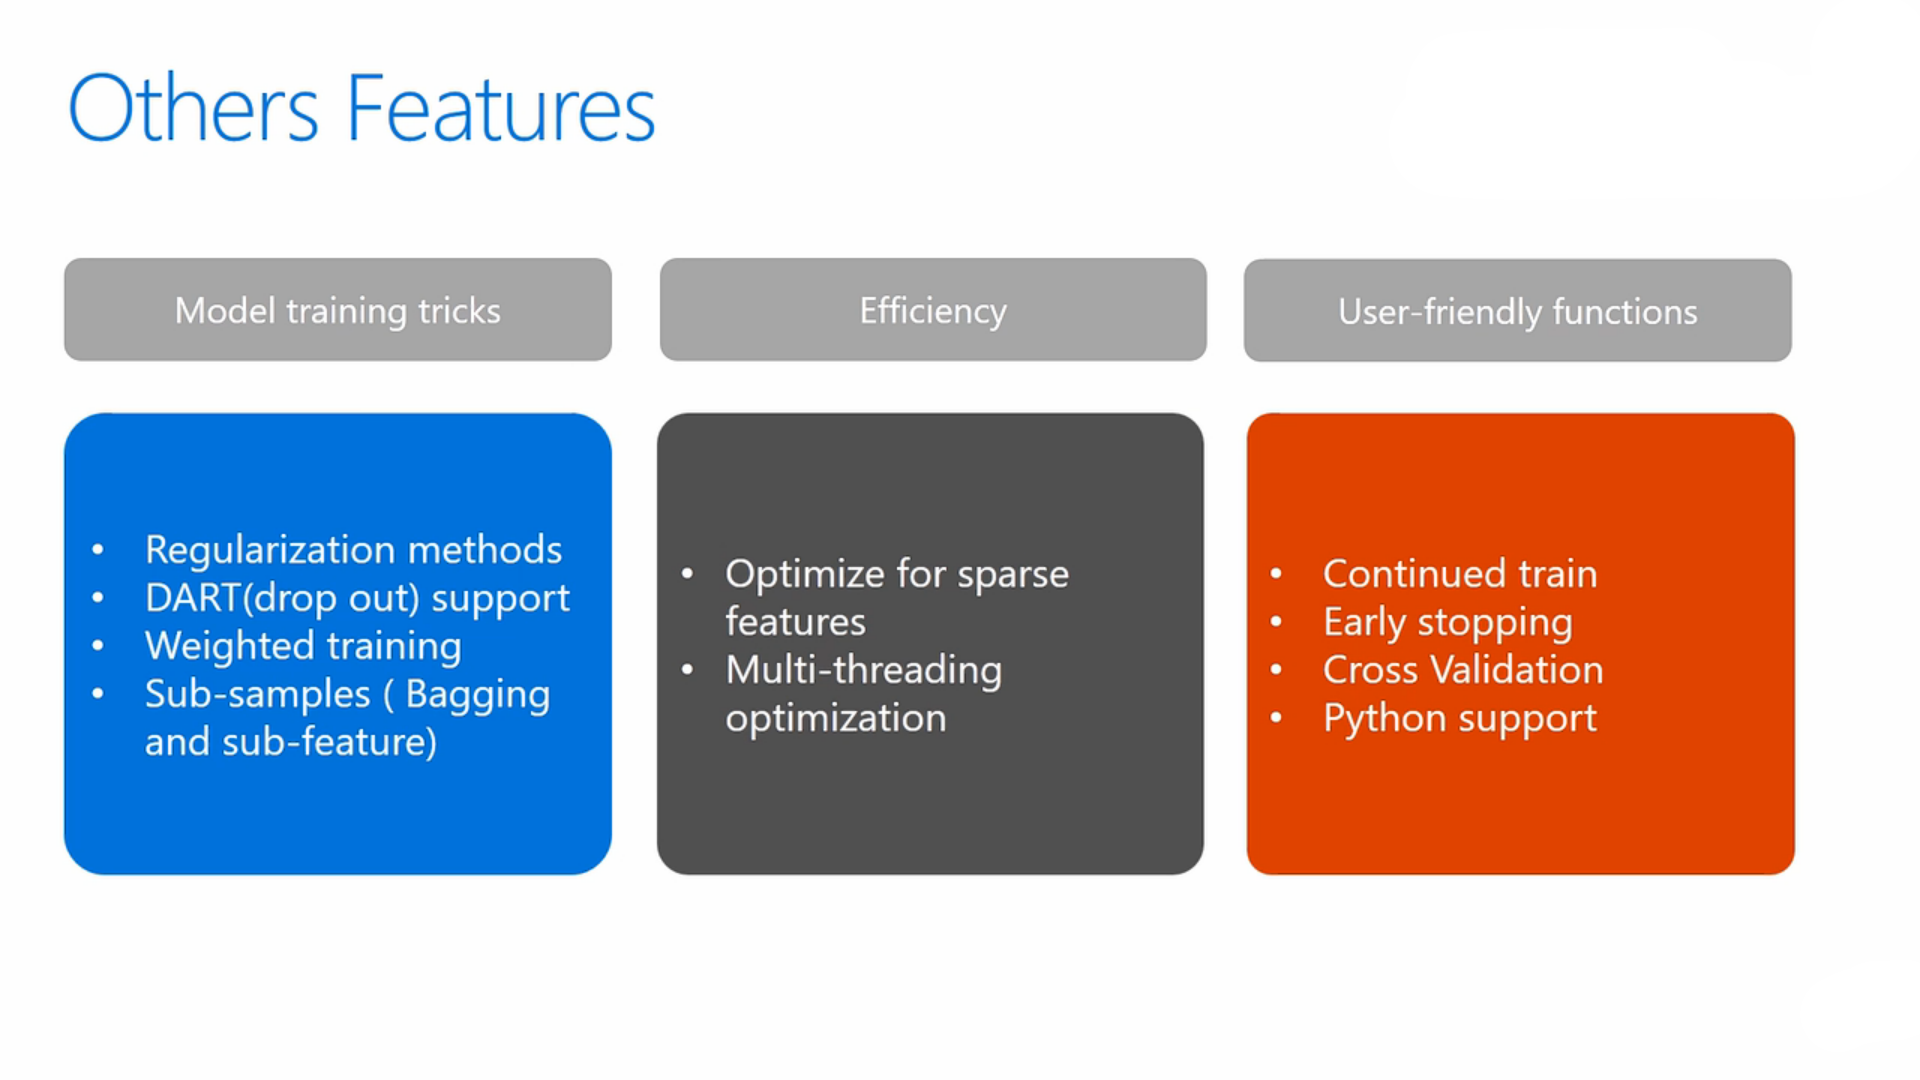 Others Features
Model training tricks
Efficiency
User-friendly functions
• Regularization methods
• DART(drop out) support
• Weighted training
• Sub-samples ( Bagging
and sub-feature)
• Optimize for sparse
features
• Multi-threading
optimization
• Continued train
• Early stopping
• Cross Validation
• Python support